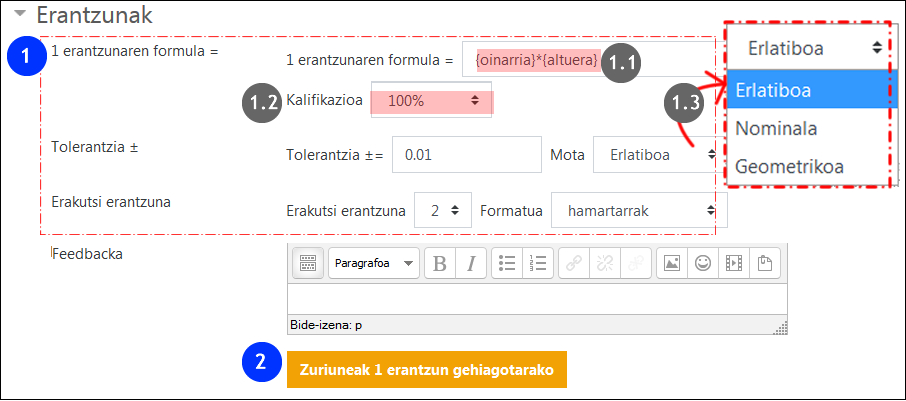 Erantzunak
1
1 erantzunaren formula =
1 erantzunaren formula = {oinarria}*{altuera} 1.1
1.2 Kalifikazioa 100%
1.3
Erlatiboa
Erlatiboa
Nominala
Geometrikoa
Tolerantzia ±
Tolerantzia ±= 0.01 Mota Erlatiboa
Erakutsi erantzuna
Erakutsi erantzuna 2 Formatua hamartarrak
Feedbacka
Paragrafoa B I
Bide-izena: p
2 Zuriuneak 1 erantzun gehiagotarako